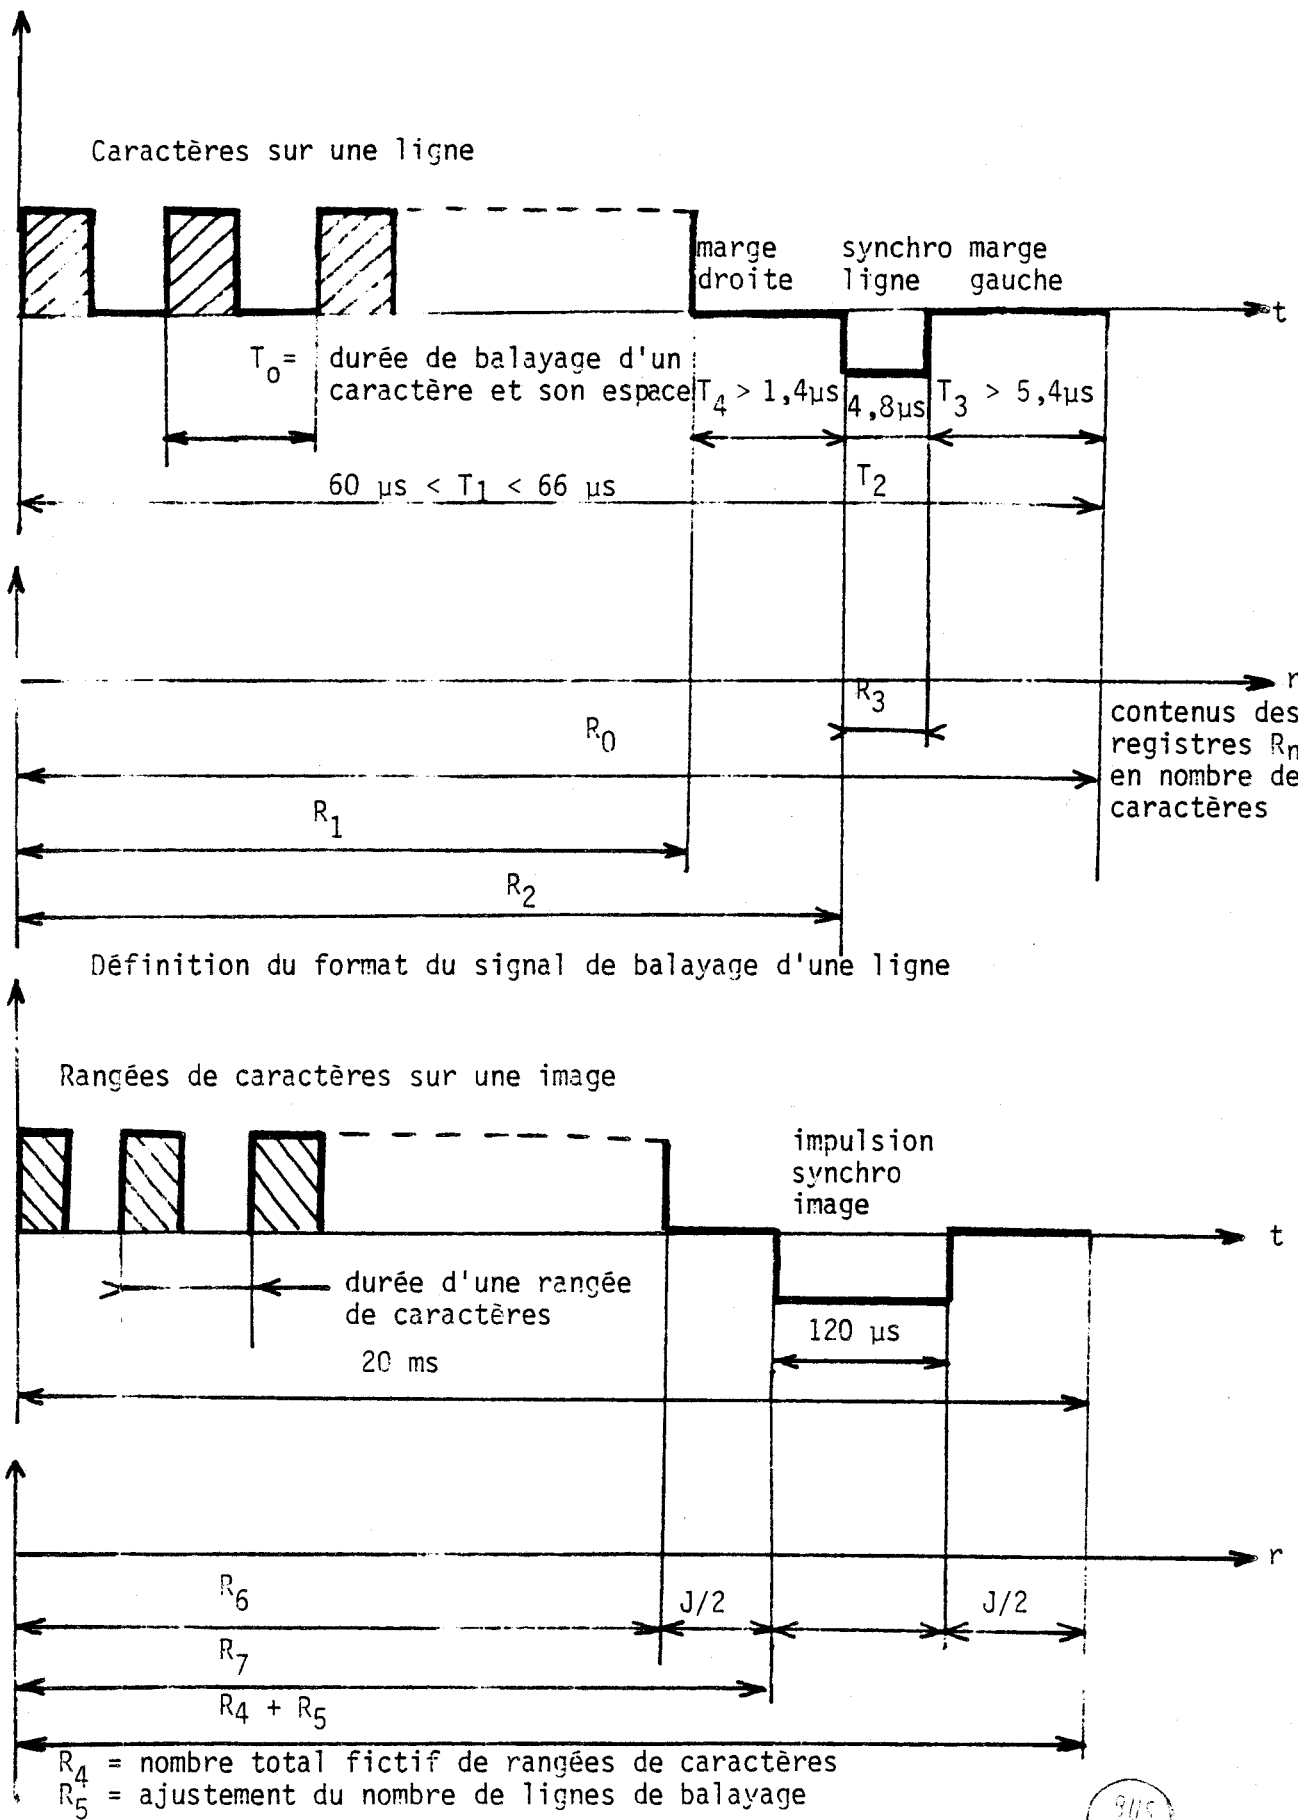 Caractères sur une ligne
marge droite
synchro ligne
marge gauche
t
T0 = durée de balayage d'un
caractère et son espace
T4 > 1,4µs
4,8µs
T3 > 5,4µs
60 µs < T1 < 66 µs
T2
r
R3
contenus des
registres Rn
en nombre de
caractères
R0
R1
R2
Définition du format du signal de balayage d'une ligne
Rangées de caractères sur une image
impulsion
synchro
image
t
durée d'une rangée
de caractères
120 µs
20 ms
r
R6
J/2
J/2
R7
R4 + R5
R4 = nombre total fictif de rangées de caractères
R5 = ajustement du nombre de lignes de balayage